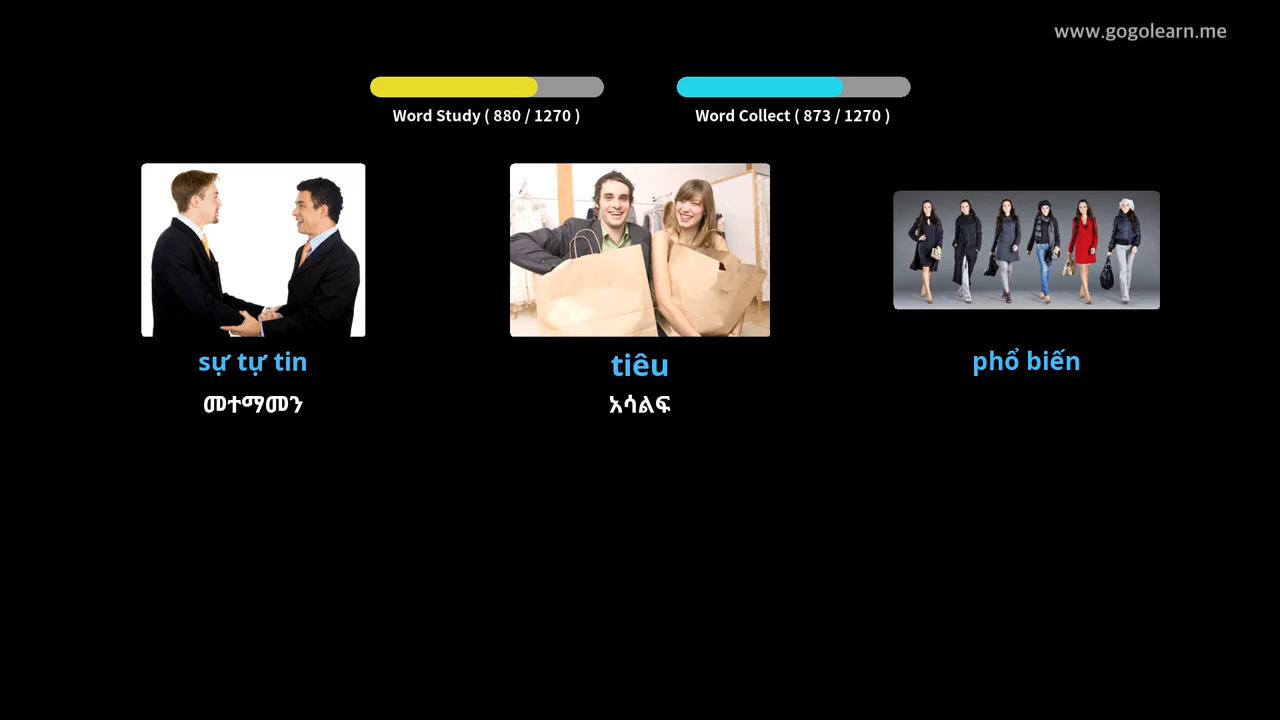 www.gogolearn.me
Word Study ( 880 / 1270 )
Word Collect ( 873 / 1270 )
sự tự tin
tiêu
phổ biến
መተማመን
አሳልፍ